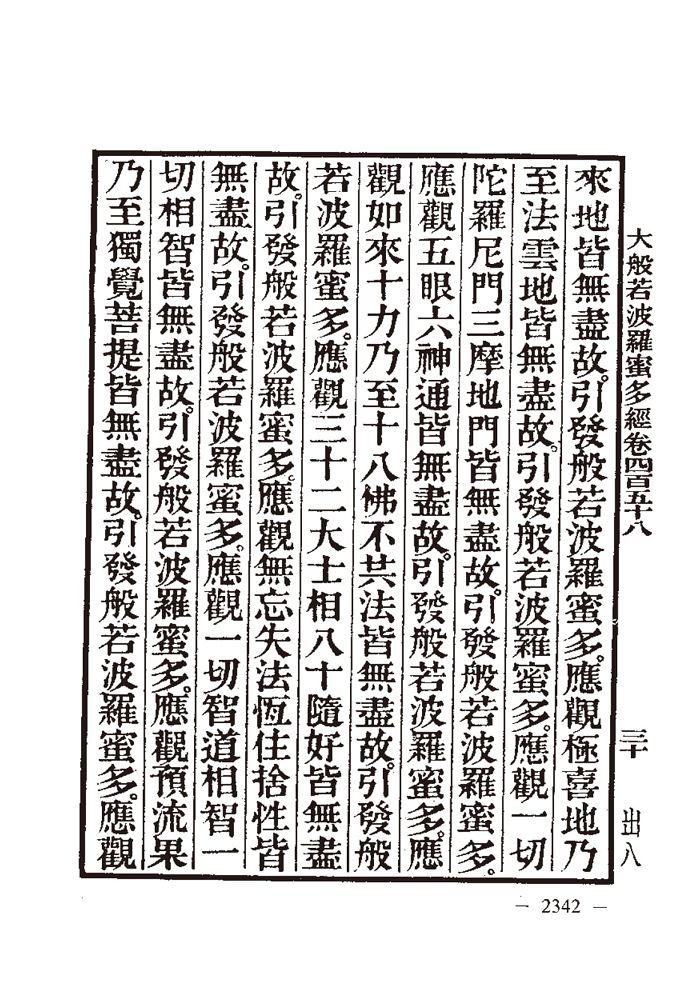 大般若波羅蜜多經卷四百五十八
三十
出八
來地皆無盡故。引發般若波羅蜜多。應觀極喜地乃
至法雲地皆無盡故。引發般若波羅蜜多。應觀一切
陀羅尼門三摩地門皆無盡故。引發般若波羅蜜多。
應觀五眼六神通皆無盡故。引發般若波羅蜜多。應
觀如來十力乃至十八佛不共法皆無盡故。引發般
若波羅蜜多。應觀三十二大士相八十隨好皆無盡
故。引發般若波羅蜜多。應觀無忘失法恆住捨性皆
無盡故。引發般若波羅蜜多。應觀一切智道相智一
切相智皆無盡故。引發般若波羅蜜多。應觀預流果
乃至獨覺菩提皆無盡故。引發般若波羅蜜多。應觀
— 2342 —